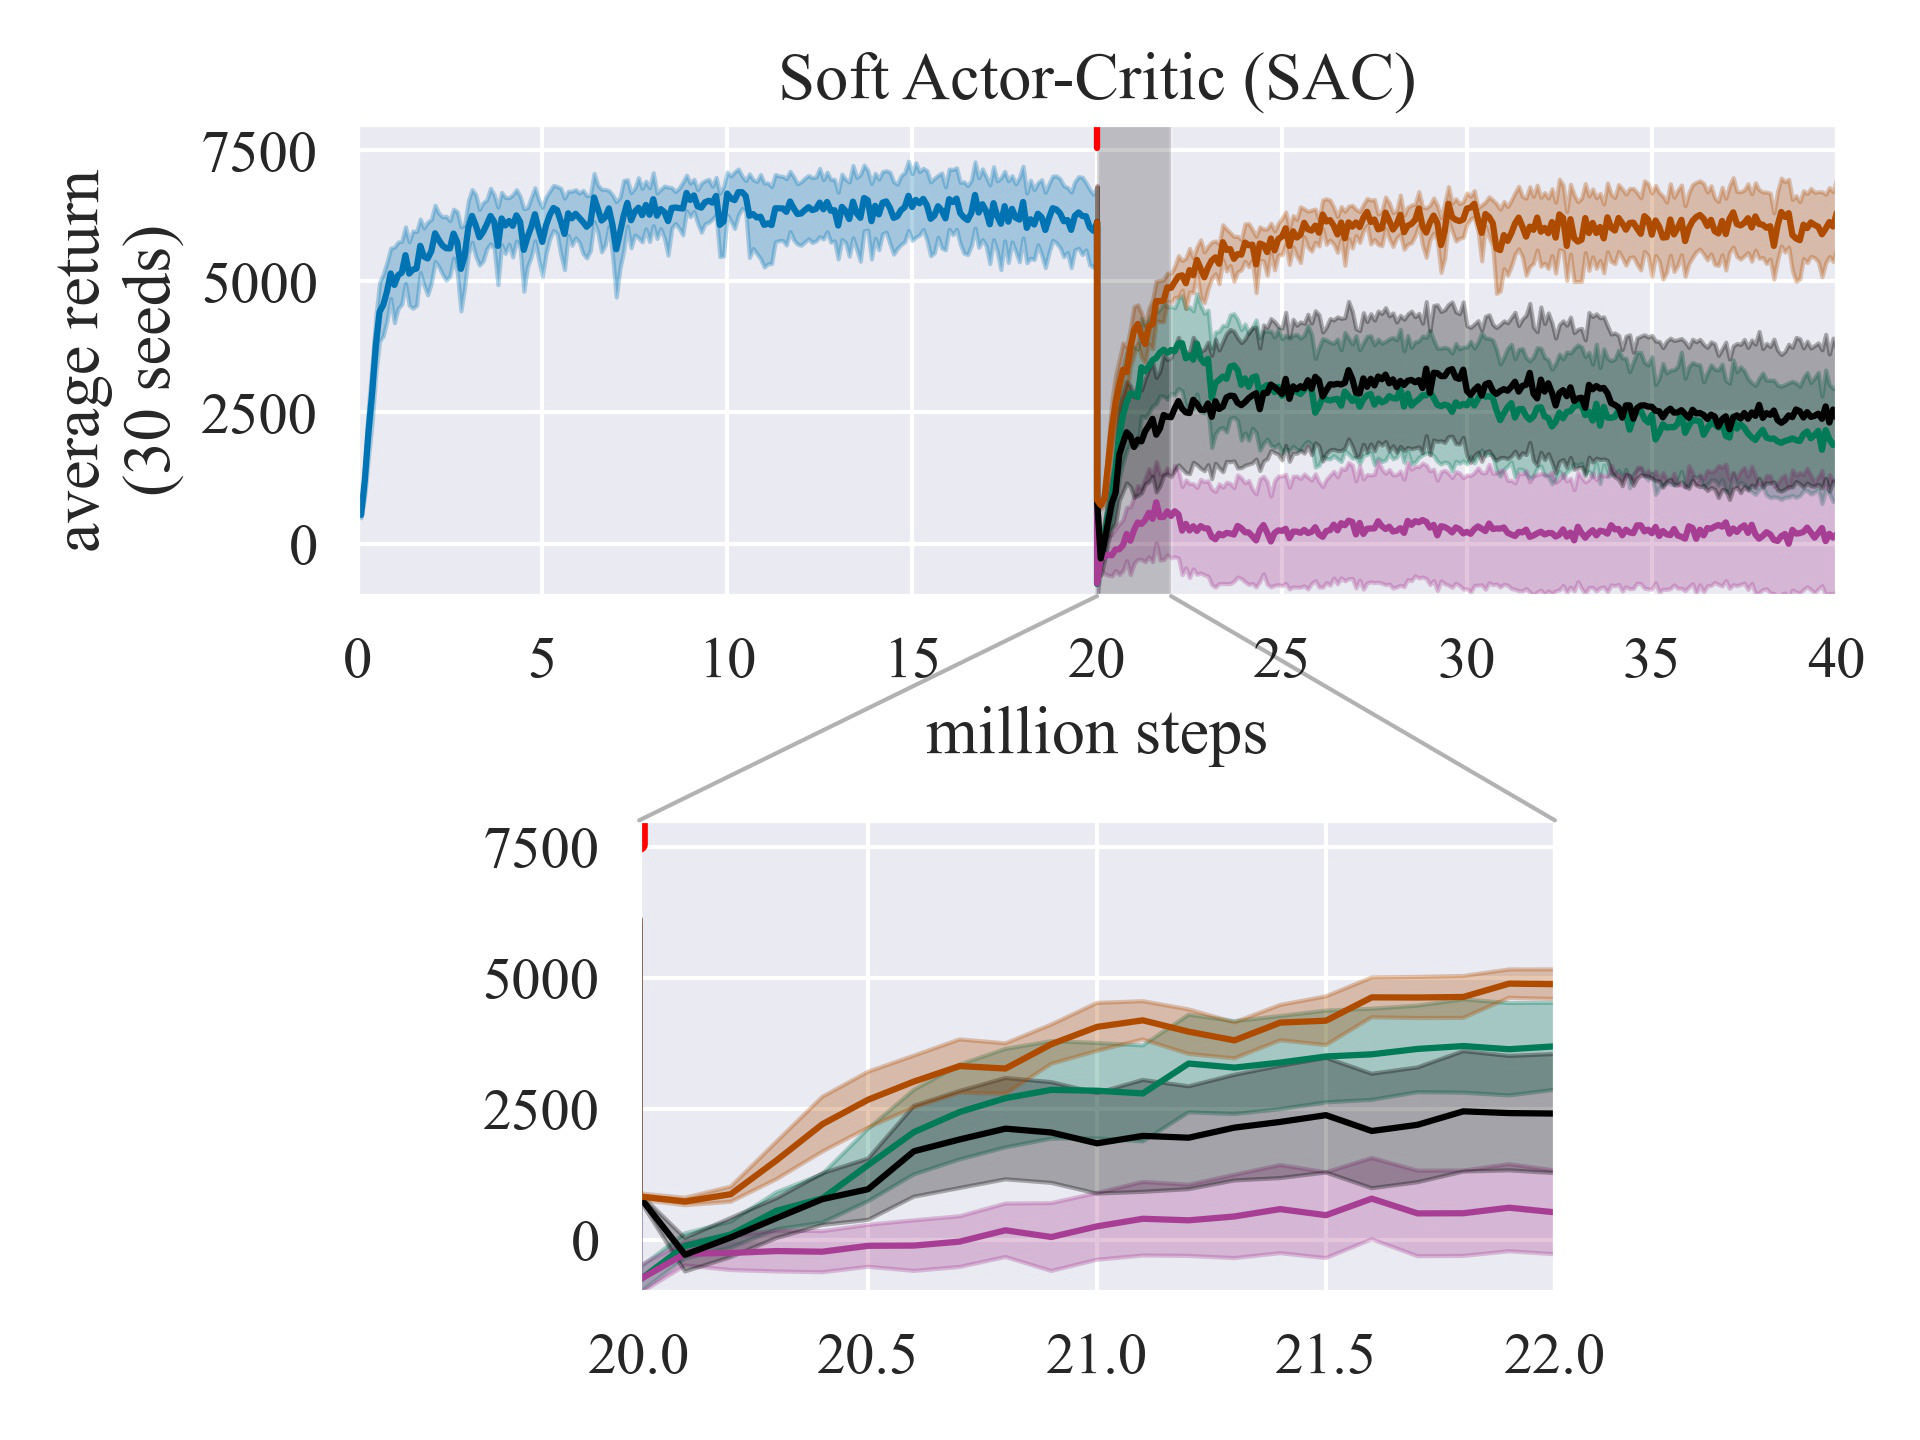 Soft Actor-Critic (SAC)
average return
(30 seeds)
7500
5000
2500
0
0 5 10 15 20 25 30 35 40
million steps
7500
5000
2500
0
20.0 20.5 21.0 21.5 22.0